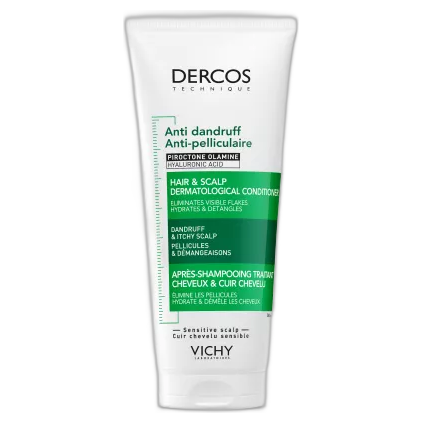 DERCOS
TECHNIQUE
Anti dandruff
Anti-pelliculaire
PIROCTONE OLAMINE
HYALURONIC ACID
HAIR & SCALP
DERMATOLOGICAL CONDITIONER
ELIMINATES VISIBLE FLAKES
HYDRATES & DETANGLES
DANDRUFF
& ITCHY SCALP
PELLICULES
& DÉMANGEAISONS
APRÈS-SHAMPOOING TRAITANT
CHEVEUX & CUIR CHEVELU
ÉLIMINE LES PELLICULES
HYDRATE & DÉMÊLE LES CHEVEUX
Sensitive scalp
Cuir chevelu sensible
VICHY
LABORATOIRES